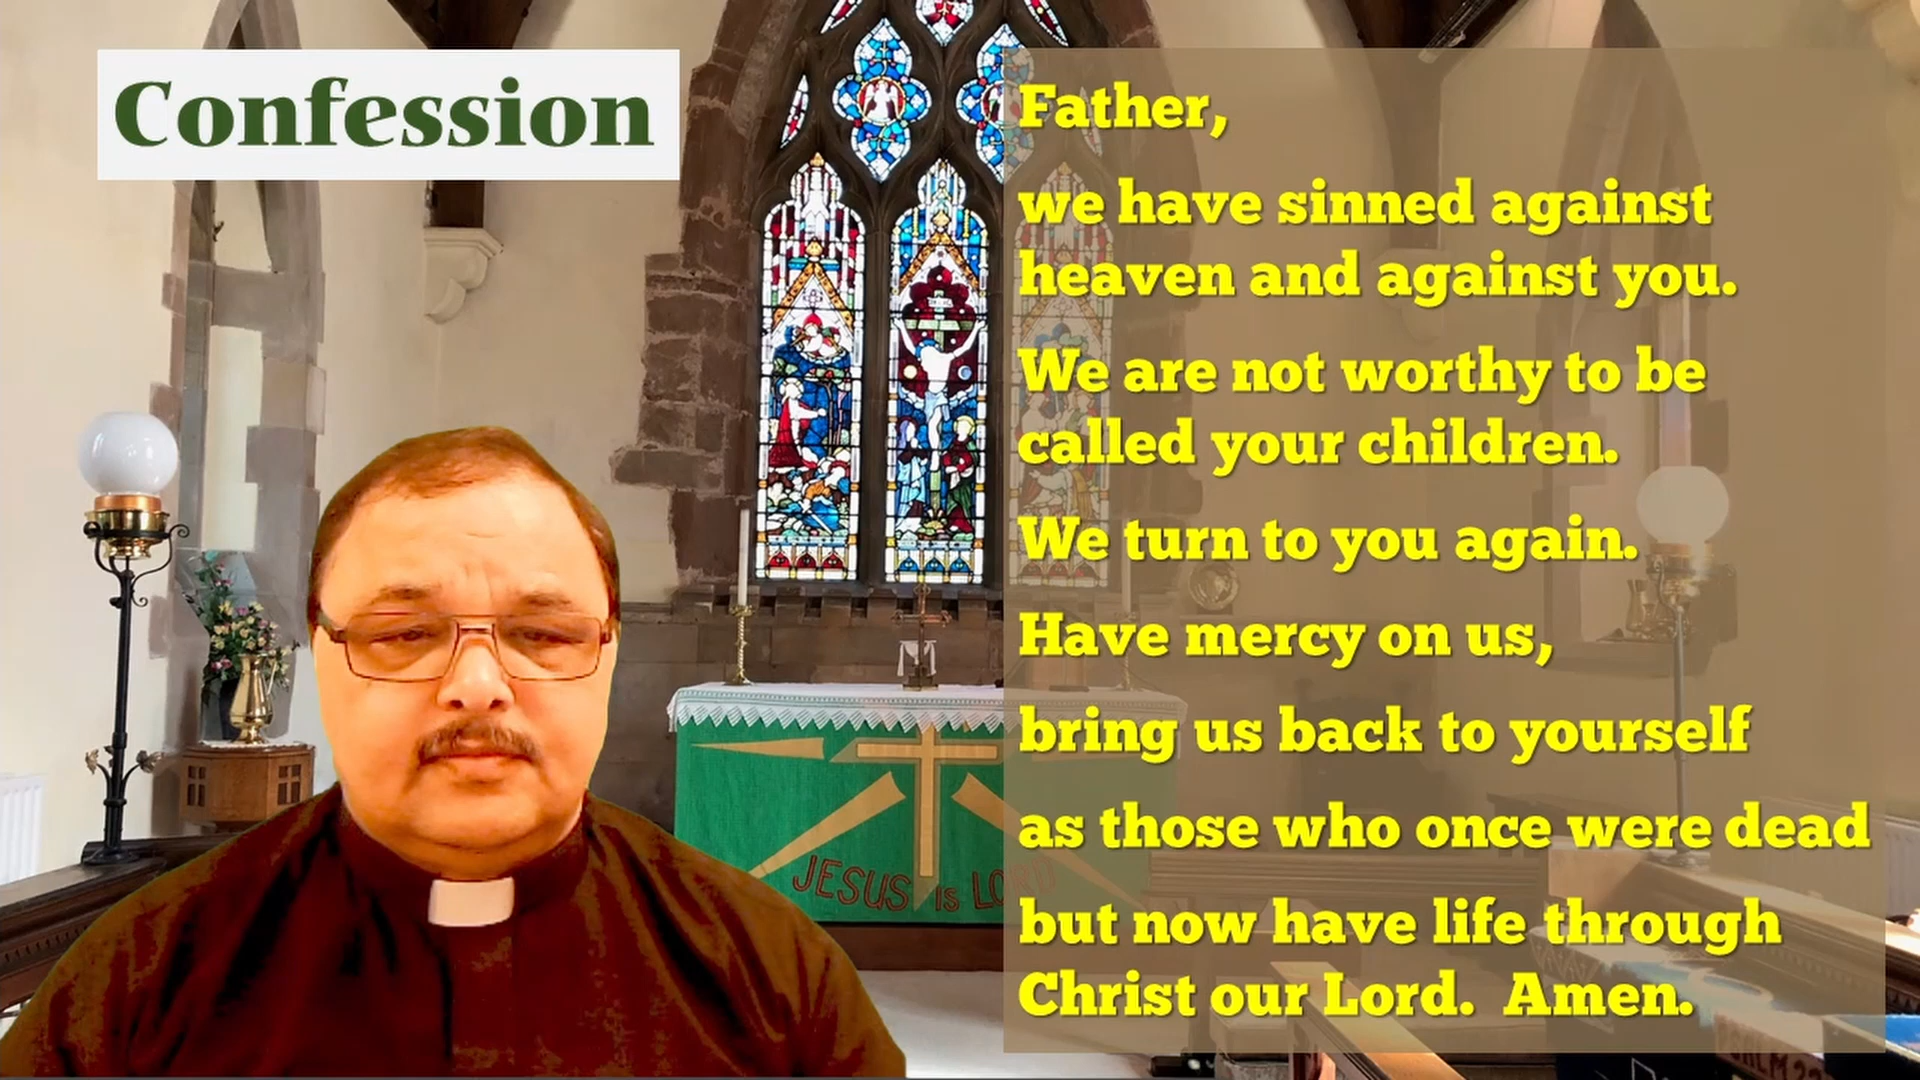 Confession
Father,
we have sinned against
heaven and against you.
We are not worthy to be
called your children.
We turn to you again.
Have mercy on us,
bring us back to yourself
as those who once were dead
but now have life through
Christ our Lord.  Amen.
JESUS is LORD